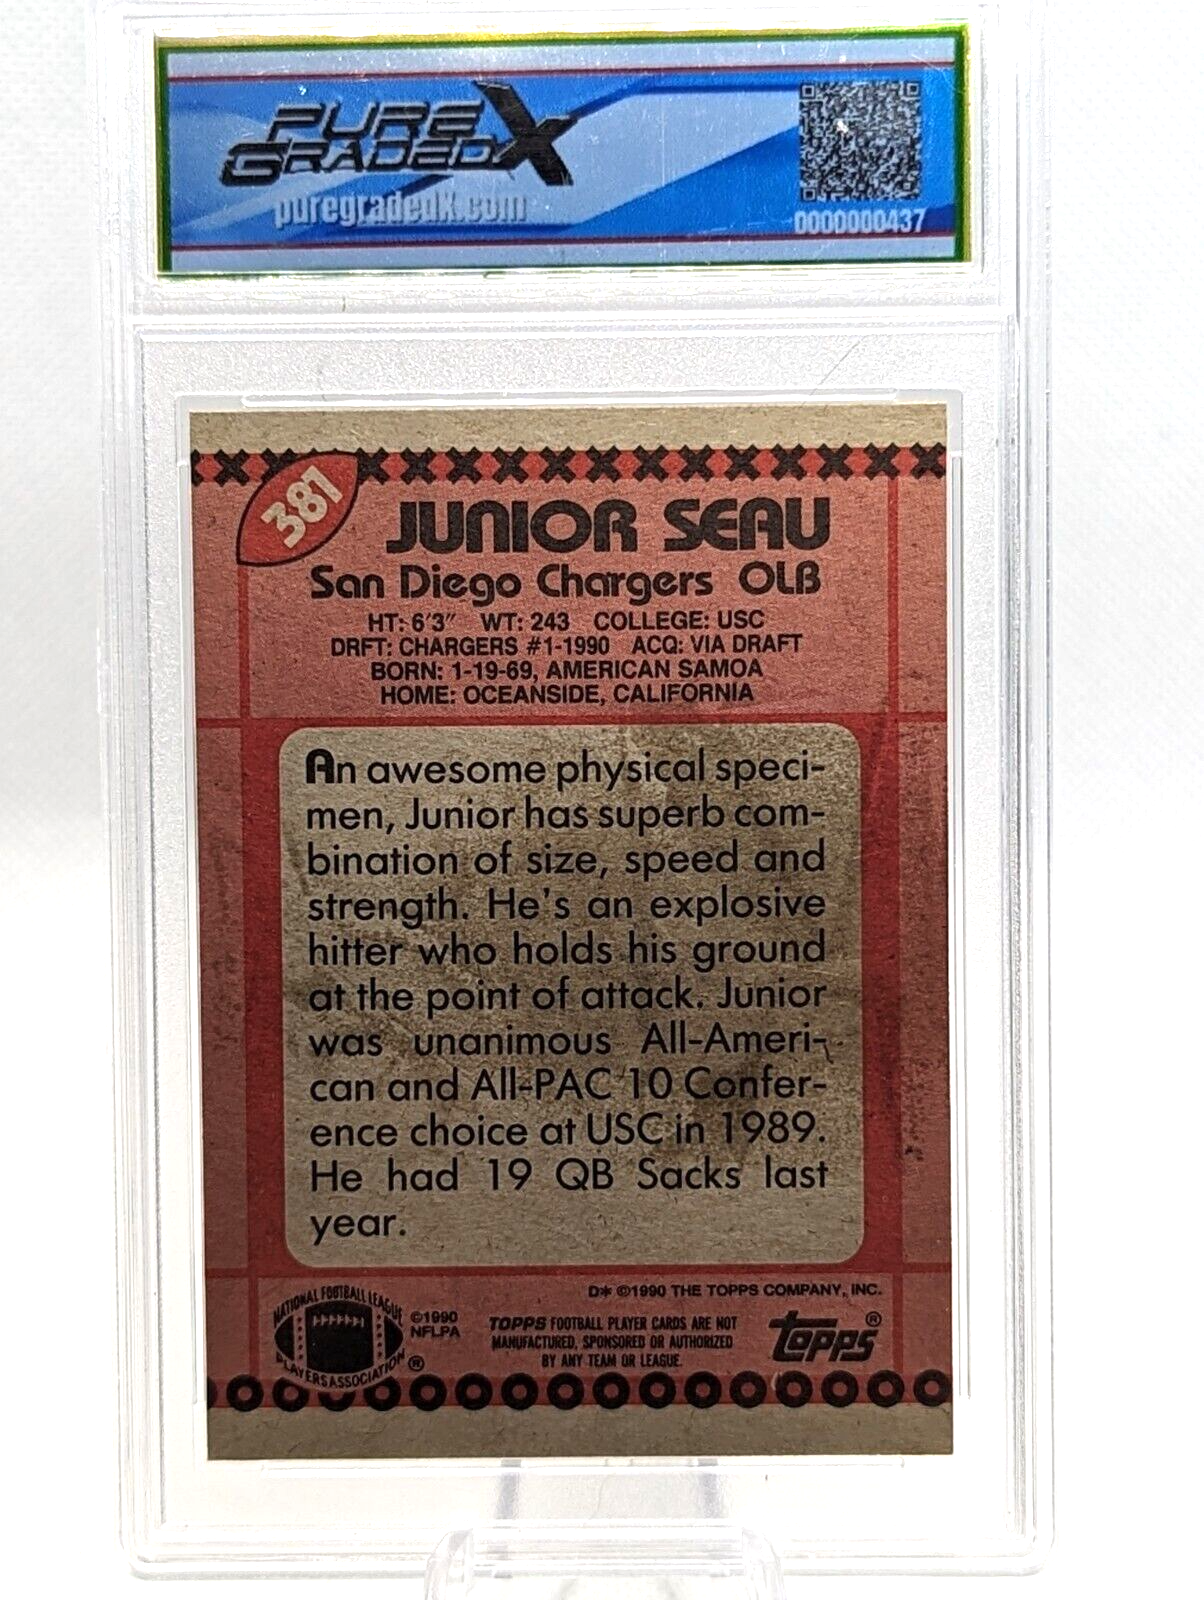 PURE
GRADED X
puregradedX.com
0000000437
381
JUNIOR SEAU
San Diego Chargers OLB
HT: 6'3" WT: 243 COLLEGE: USC
DRFT: CHARGERS #1-1990 ACQ: VIA DRAFT
BORN: 1-19-69, AMERICAN SAMOA
HOME: OCEANSIDE, CALIFORNIA
An awesome physical speci-
men, Junior has superb com-
bination of size, speed and
strength. He's an explosive
hitter who holds his ground
at the point of attack. Junior
was unanimous All-Ameri-
can and All-PAC 10 Confer-
ence choice at USC in 1989.
He had 19 QB Sacks last
year.
D* ©1990 THE TOPPS COMPANY, INC.
NATIONAL FOOTBALL LEAGUE
PLAYERS ASSOCIATION ®
©1990
NFLPA
TOPPS FOOTBALL PLAYER CARDS ARE NOT
MANUFACTURED, SPONSORED OR AUTHORIZED
BY ANY TEAM OR LEAGUE.
topps®